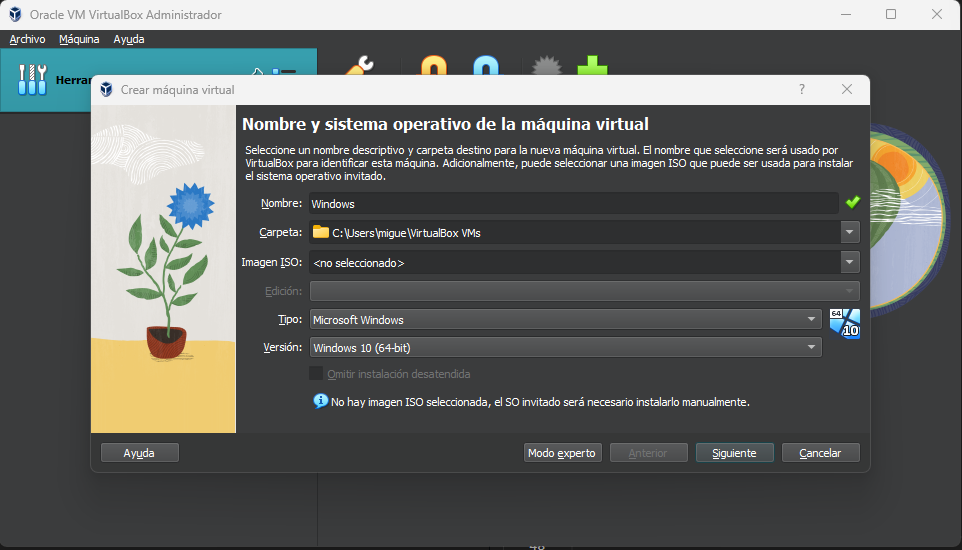 Oracle VM VirtualBox Administrador
Archivo Máquina Ayuda
Crear máquina virtual
Nombre y sistema operativo de la máquina virtual
Seleccione un nombre descriptivo y carpeta destino para la nueva máquina virtual. El nombre que seleccione será usado por
VirtualBox para identificar esta máquina. Adicionalmente, puede seleccionar una imagen ISO que puede ser usada para instalar
el sistema operativo invitado.
Nombre: Windows
Carpeta: C:\Users\migue\VirtualBox VMs
Imagen ISO: <no seleccionado>
Edición:
Tipo: Microsoft Windows
64
10
Versión: Windows 10 (64-bit)
Omitir instalación desatendida
No hay imagen ISO seleccionada, el SO invitado será necesario instalarlo manualmente.
Ayuda Modo experto Anterior Siguiente Cancelar